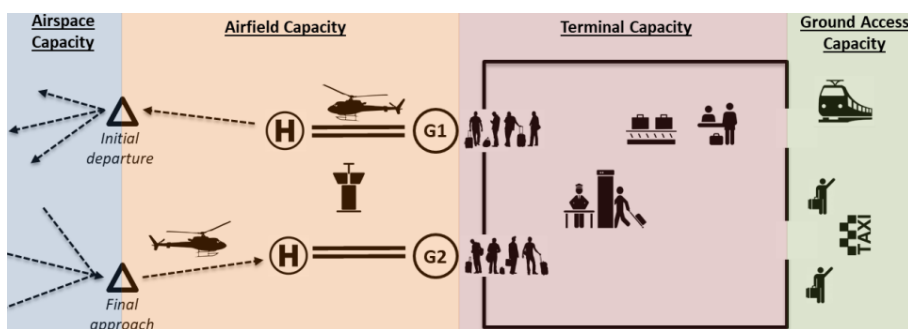 Airspace
Capacity
Airfield Capacity
Terminal Capacity
Ground Access
Capacity
Initial
departure
H
G1
H
G2
Final
approach
TAXI